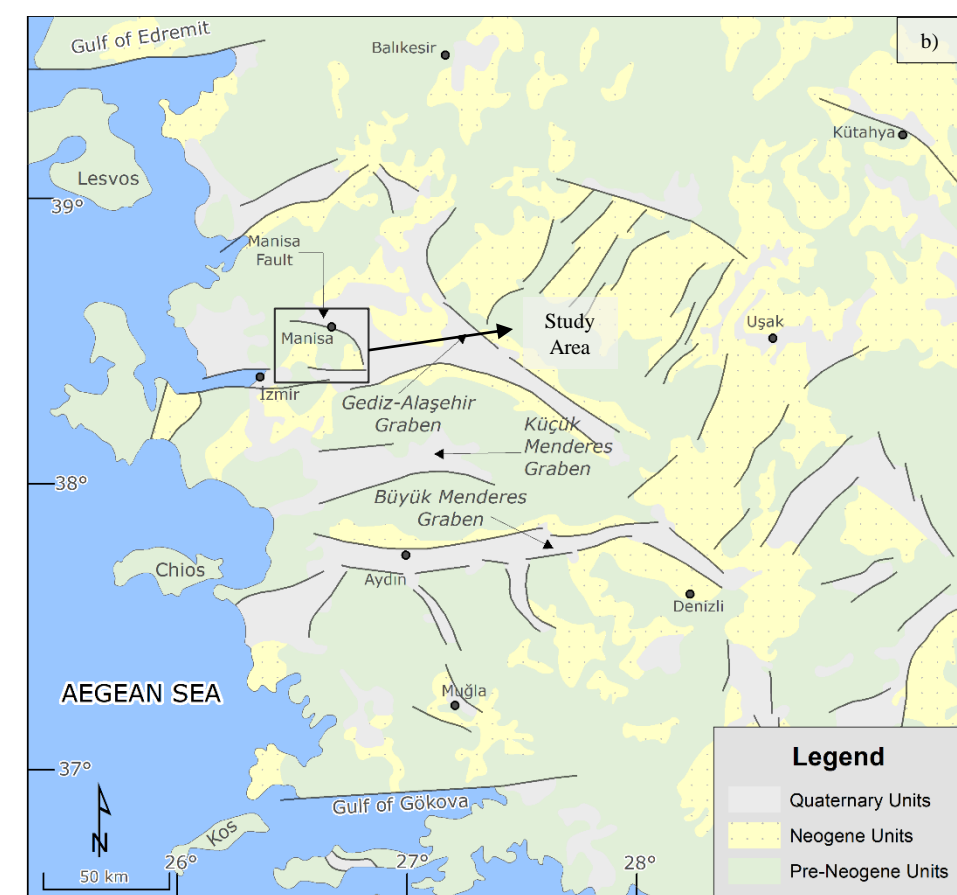 Gulf of Edremit
Balıkesir
b)
Kütahya
Lesvos
39°
Manisa
Fault
Manisa
Study
Area
Uşak
İzmir
Gediz-Alaşehir
Graben
Küçük
Menderes
Graben
38°
Büyük Menderes
Graben
Chios
Aydın
Denizli
AEGEAN SEA
Muğla
37°
Gulf of Gökova
Kos
N
26°
27°
28°
50 km
Legend
Quaternary Units
Neogene Units
Pre-Neogene Units